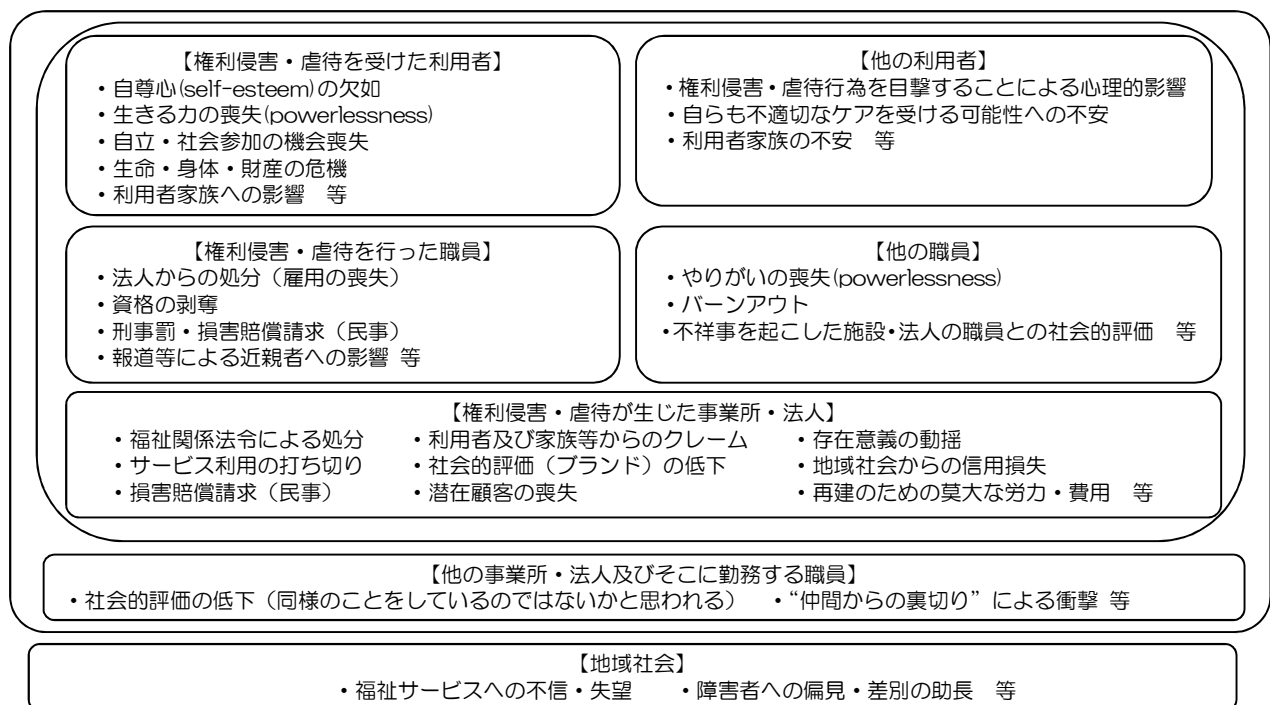 【権利侵害・虐待を受けた利用者】
・自尊心(self-esteem)の欠如
・生きる力の喪失(powerlessness)
・自立・社会参加の機会喪失
・生命・身体・財産の危機
・利用者家族への影響　等
【他の利用者】
・権利侵害・虐待行為を目撃することによる心理的影響
・自らも不適切なケアを受ける可能性への不安
・利用者家族の不安　等
【権利侵害・虐待を行った職員】
・法人からの処分（雇用の喪失）
・資格の剥奪
・刑事罰・損害賠償請求（民事）
・報道等による近親者への影響 等
【他の職員】
・やりがいの喪失(powerlessness)
・バーンアウト
・不祥事を起こした施設・法人の職員との社会的評価　等
【権利侵害・虐待が生じた事業所・法人】
・福祉関係法令による処分　・利用者及び家族等からのクレーム　・存在意義の動揺
・サービス利用の打ち切り　・社会的評価（ブランド）の低下　・地域社会からの信用損失
・損害賠償請求（民事）　・潜在顧客の喪失　・再建のための莫大な労力・費用　等
【他の事業所・法人及びそこに勤務する職員】
・社会的評価の低下（同様のことをしているのではないかと思われる）　・“仲間からの裏切り”による衝撃 等
【地域社会】
・福祉サービスへの不信・失望　・障害者への偏見・差別の助長　等